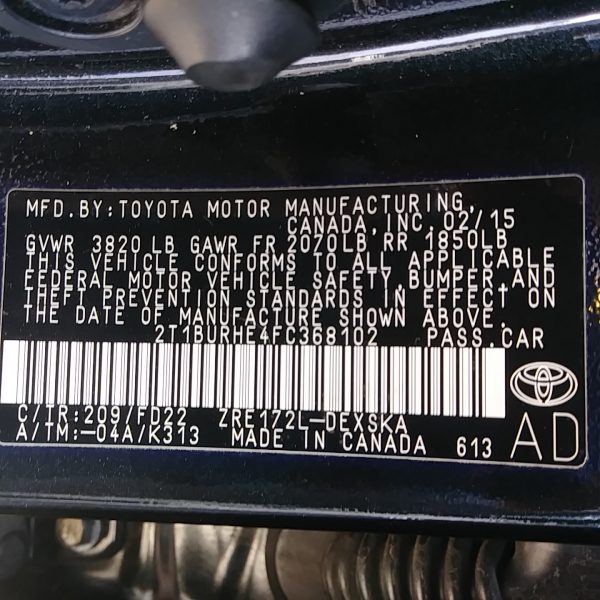 MFD.BY:TOYOTA MOTOR MANUFACTURING,
CANADA,INC.02/15
GVWR 3820 LB GAWR FR 2070LB RR 1850LB
THIS VEHICLE CONFORMS TO ALL APPLICABLE
FEDERAL MOTOR VEHICLE SAFETY,BUMPER,AND
THEFT PREVENTION STANDARDS IN EFFECT ON
THE DATE OF MANUFACTURE SHOWN ABOVE.
2T1BURHE4FC368102 PASS.CAR
C/TR:209/FD22 ZRE172L-DEXSKA
A/TM:-04A/K313 MADE IN CANADA 613 AD